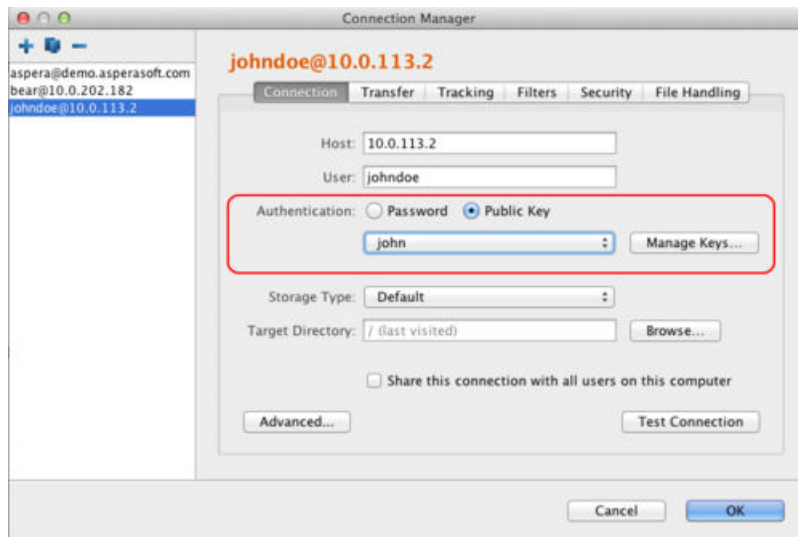 Connection Manager
aspera@demo.asperasoft.com
bear@10.0.202.182
johndoe@10.0.113.2
johndoe@10.0.113.2
Connection Transfer Tracking Filters Security File Handling
Host: 10.0.113.2
User: johndoe
Authentication: Password Public Key
john Manage Keys...
Storage Type: Default
Target Directory: / (last visited) Browse...
Share this connection with all users on this computer
Advanced... Test Connection
Cancel OK